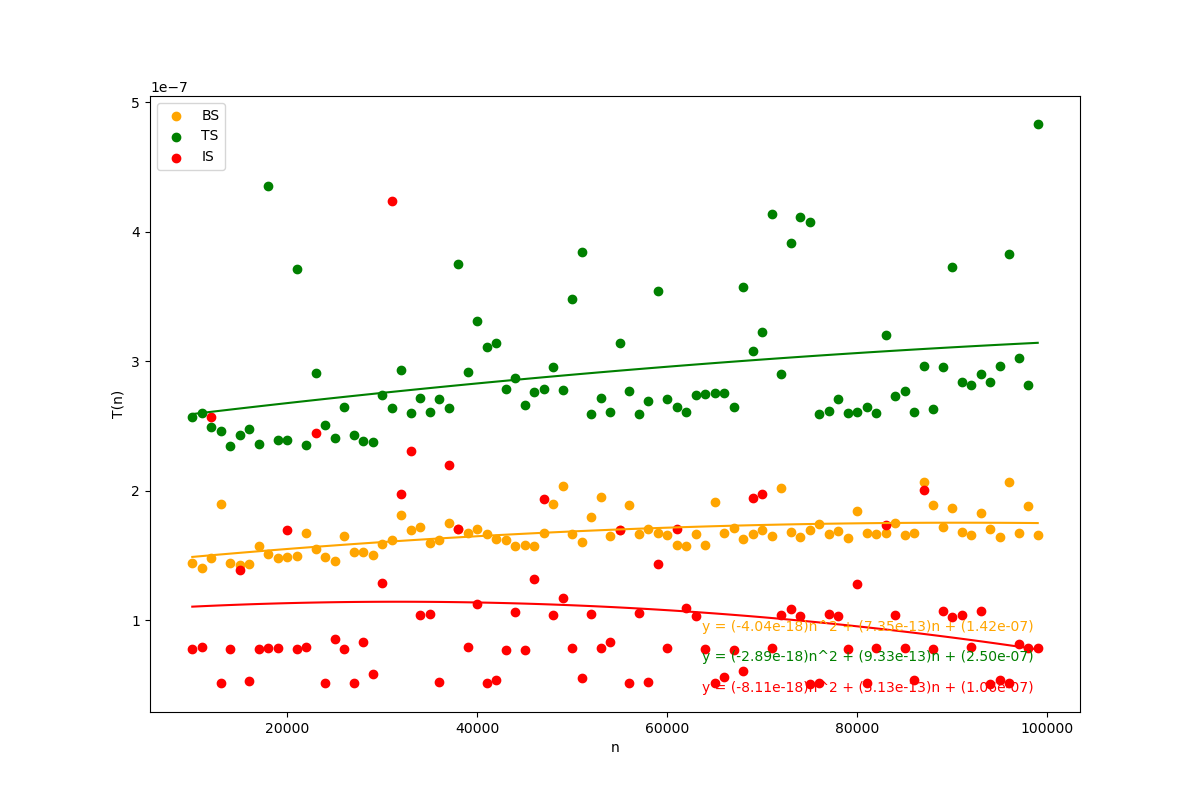 1e−7
5
4
3
2
1
T(n)
BS
TS
IS
y = (-4.04e-18)n^2 + (7.35e-13)n + (1.42e-07)
y = (-2.89e-18)n^2 + (9.33e-13)n + (2.50e-07)
y = (-8.11e-18)n^2 + (5.13e-13)n + (1.06e-07)
20000
40000
60000
80000
100000
n